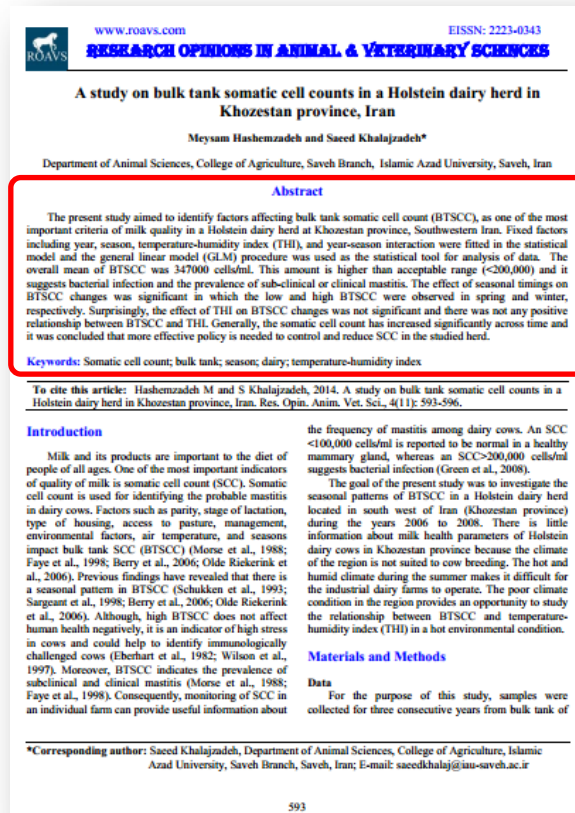 www.roavs.com EISSN: 2223-0343
ROAVS
RESEARCH OPINIONS IN ANIMAL & VETERINARY SCIENCES
A study on bulk tank somatic cell counts in a Holstein dairy herd in
Khozestan province, Iran
Meysam Hashemzadeh and Saeed Khalajzadeh*
Department of Animal Sciences, College of Agriculture, Saveh Branch, Islamic Azad University, Saveh, Iran
Abstract
The present study aimed to identify factors affecting bulk tank somatic cell count (BTSCC), as one of the most
important criteria of milk quality in a Holstein dairy herd at Khozestan province, Southwestern Iran. Fixed factors
including year, season, temperature-humidity index (THI), and year-season interaction were fitted in the statistical
model and the general linear model (GLM) procedure was used as the statistical tool for analysis of data. The
overall mean of BTSCC was 347000 cells/ml. This amount is higher than acceptable range (<200,000) and it
suggests bacterial infection and the prevalence of sub-clinical or clinical mastitis. The effect of seasonal timings on
BTSCC changes was significant in which the low and high BTSCC were observed in spring and winter,
respectively. Surprisingly, the effect of THI on BTSCC changes was not significant and there was not any positive
relationship between BTSCC and THI. Generally, the somatic cell count has increased significantly across time and
it was concluded that more effective policy is needed to control and reduce SCC in the studied herd.
Keywords: Somatic cell count; bulk tank; season; dairy; temperature-humidity index
To cite this article: Hashemzadeh M and S Khalajzadeh, 2014. A study on bulk tank somatic cell counts in a
Holstein dairy herd in Khozestan province, Iran. Res. Opin. Anim. Vet. Sci., 4(11): 593-596.
Introduction
Milk and its products are important to the diet of
people of all ages. One of the most important indicators
of quality of milk is somatic cell count (SCC). Somatic
cell count is used for identifying the probable mastitis
in dairy cows. Factors such as parity, stage of lactation,
type of housing, access to pasture, management,
environmental factors, air temperature, and seasons
impact bulk tank SCC (BTSCC) (Morse et al., 1988;
Faye et al., 1998; Berry et al., 2006; Olde Riekerink et
al., 2006). Previous findings have revealed that there is
a seasonal pattern in BTSCC (Schukken et al., 1993;
Sargeant et al., 1998; Berry et al., 2006; Olde Riekerink
et al., 2006). Although, high BTSCC does not affect
human health negatively, it is an indicator of high stress
in cows and could help to identify immunologically
challenged cows (Eberhart et al., 1982; Wilson et al.,
1997). Moreover, BTSCC indicates the prevalence of
subclinical and clinical mastitis (Morse et al., 1988;
Faye et al., 1998). Consequently, monitoring of SCC in
an individual farm can provide useful information about
the frequency of mastitis among dairy cows. An SCC
<100,000 cells/ml is reported to be normal in a healthy
mammary gland, whereas an SCC>200,000 cells/ml
suggests bacterial infection (Green et al., 2008).
The goal of the present study was to investigate the
seasonal patterns of BTSCC in a Holstein dairy herd
located in south west of Iran (Khozestan province)
during the years 2006 to 2008. There is little
information about milk health parameters of Holstein
dairy cows in Khozestan province because the climate
of the region is not suited to cow breeding. The hot and
humid climate during the summer makes it difficult for
the industrial dairy farms to operate. The poor climate
condition in the region provides an opportunity to study
the relationship between BTSCC and temperature-
humidity index (THI) in a hot environmental condition.
Materials and Methods
Data
For the purpose of this study, samples were
collected for three consecutive years from bulk tank of
*Corresponding author: Saeed Khalajzadeh, Department of Animal Sciences, College of Agriculture, Islamic
Azad University, Saveh Branch, Saveh, Iran; E-mail: saeedkhalaj@iau-saveh.ac.ir
593